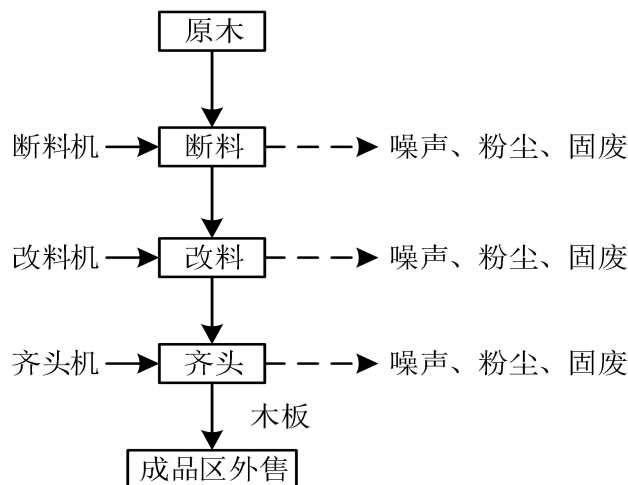 原木
断料机 断料 噪声、粉尘、固废
改料机 改料 噪声、粉尘、固废
齐头机 齐头 噪声、粉尘、固废
木板
成品区外售